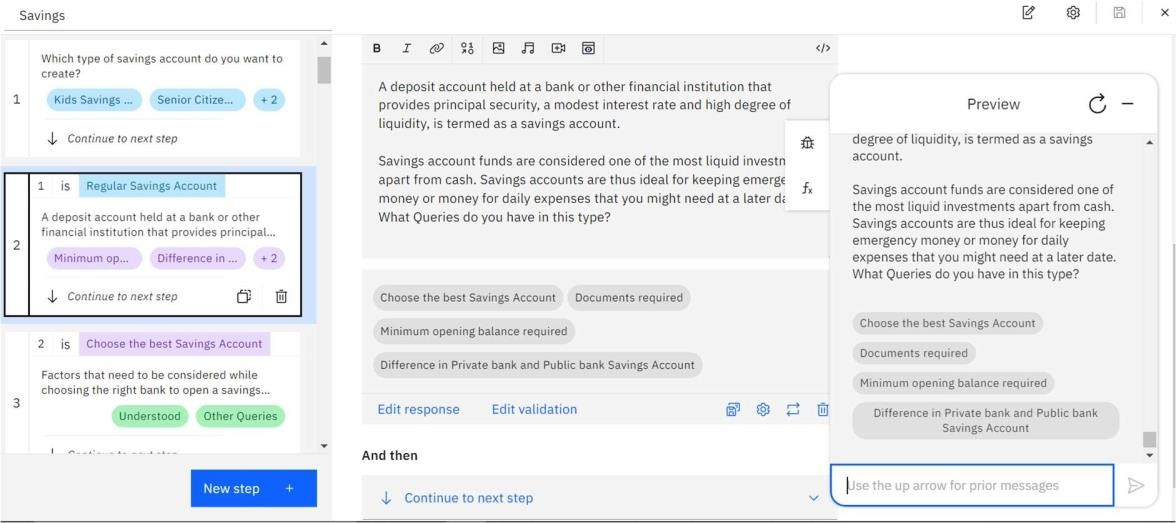 Savings
1
Which type of savings account do you want to
create?
Kids Savings ...
Senior Citize...
+ 2
Continue to next step
2
1 is Regular Savings Account
A deposit account held at a bank or other
financial institution that provides principal...
Minimum op...
Difference in ...
+ 2
Continue to next step
3
2 is Choose the best Savings Account
Factors that need to be considered while
choosing the right bank to open a savings...
Understood
Other Queries
New step +
B I
</>
A deposit account held at a bank or other financial institution that
provides principal security, a modest interest rate and high degree of
liquidity, is termed as a savings account.
Savings account funds are considered one of the most liquid investm
apart from cash. Savings accounts are thus ideal for keeping emerge
money or money for daily expenses that you might need at a later da
What Queries do you have in this type?
Choose the best Savings Account
Documents required
Minimum opening balance required
Difference in Private bank and Public bank Savings Account
Edit response
Edit validation
And then
Continue to next step
fx
Preview
degree of liquidity, is termed as a savings
account.
Savings account funds are considered one of
the most liquid investments apart from cash.
Savings accounts are thus ideal for keeping
emergency money or money for daily
expenses that you might need at a later date.
What Queries do you have in this type?
Choose the best Savings Account
Documents required
Minimum opening balance required
Difference in Private bank and Public bank
Savings Account
Use the up arrow for prior messages